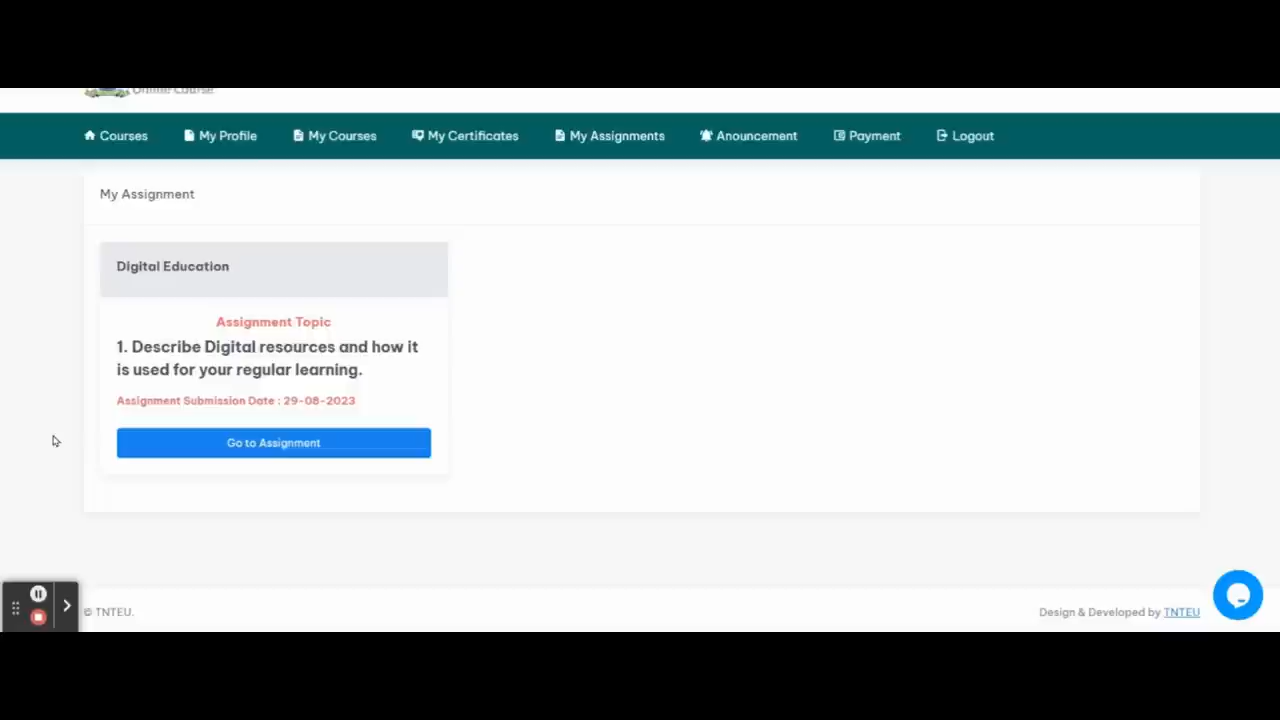 Online Course
Courses My Profile My Courses My Certificates My Assignments Anouncement Payment Logout
My Assignment
Digital Education
Assignment Topic
1. Describe Digital resources and how it
is used for your regular learning.
Assignment Submission Date : 29-08-2023
Go to Assignment
© TNTEU.
Design & Developed by TNTEU